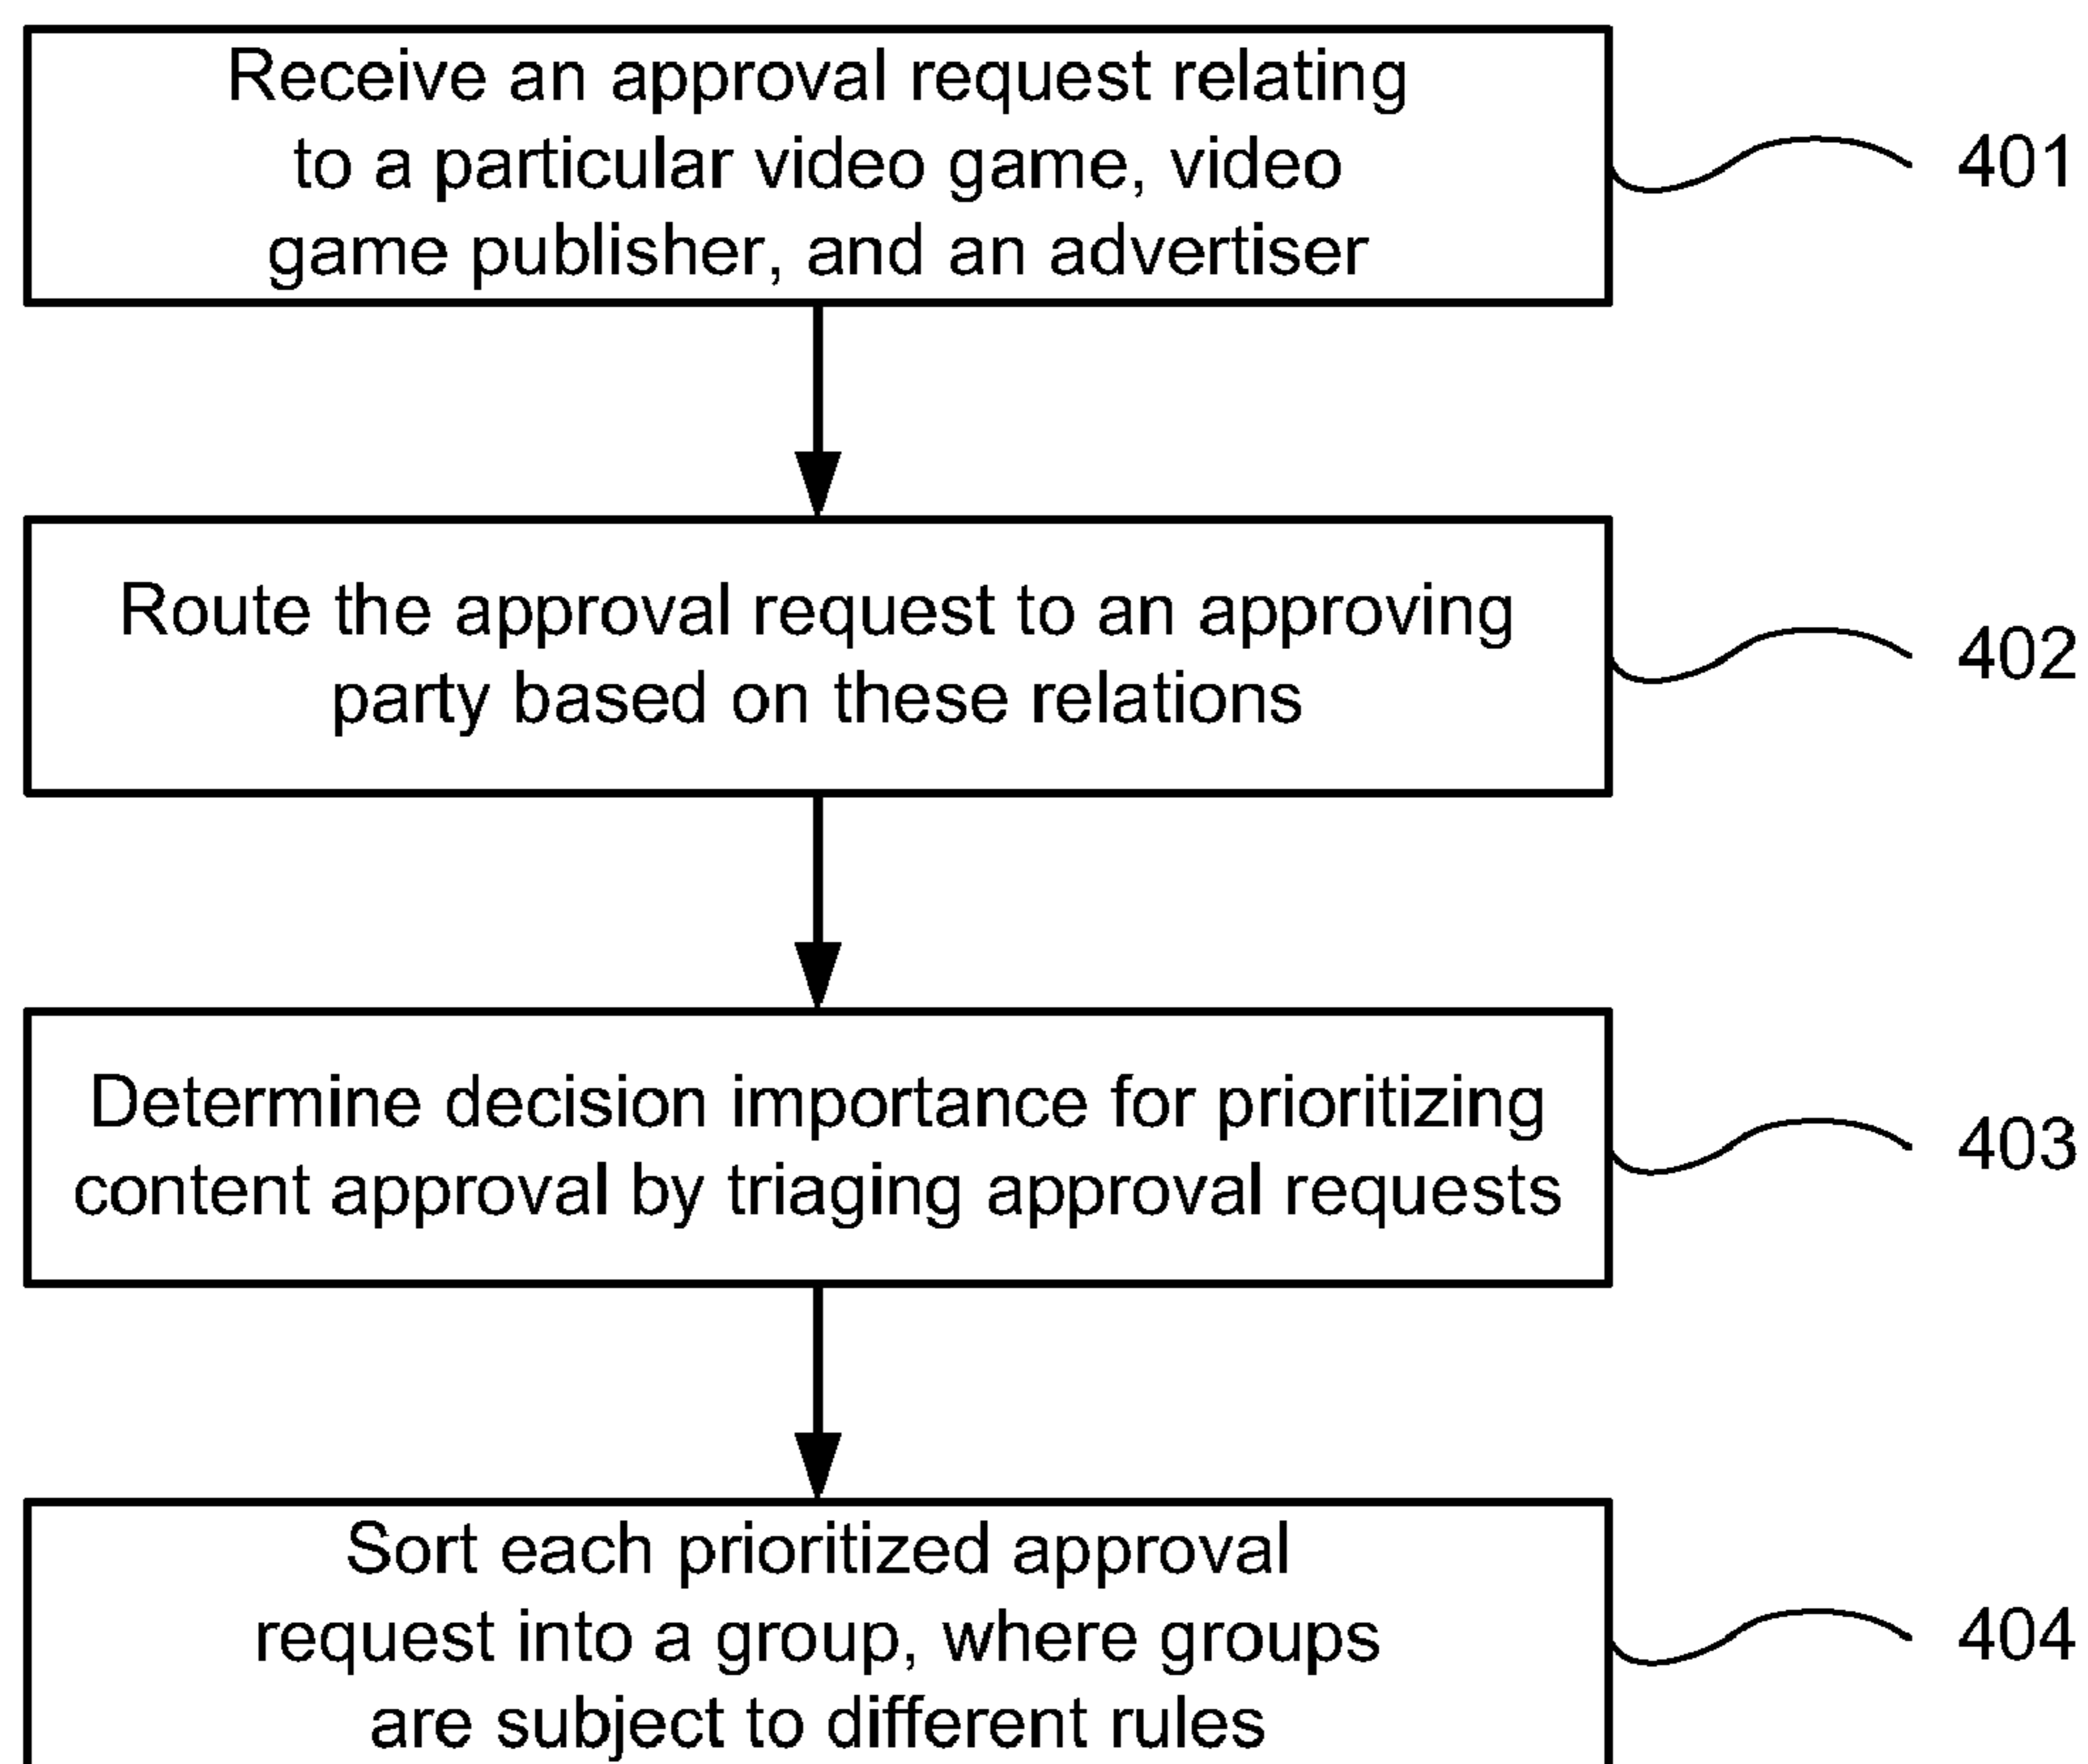 Receive an approval request relating
to a particular video game, video
game publisher, and an advertiser
401
Route the approval request to an approving
party based on these relations
402
Determine decision importance for prioritizing
content approval by triaging approval requests
403
Sort each prioritized approval
request into a group, where groups
are subject to different rules
404